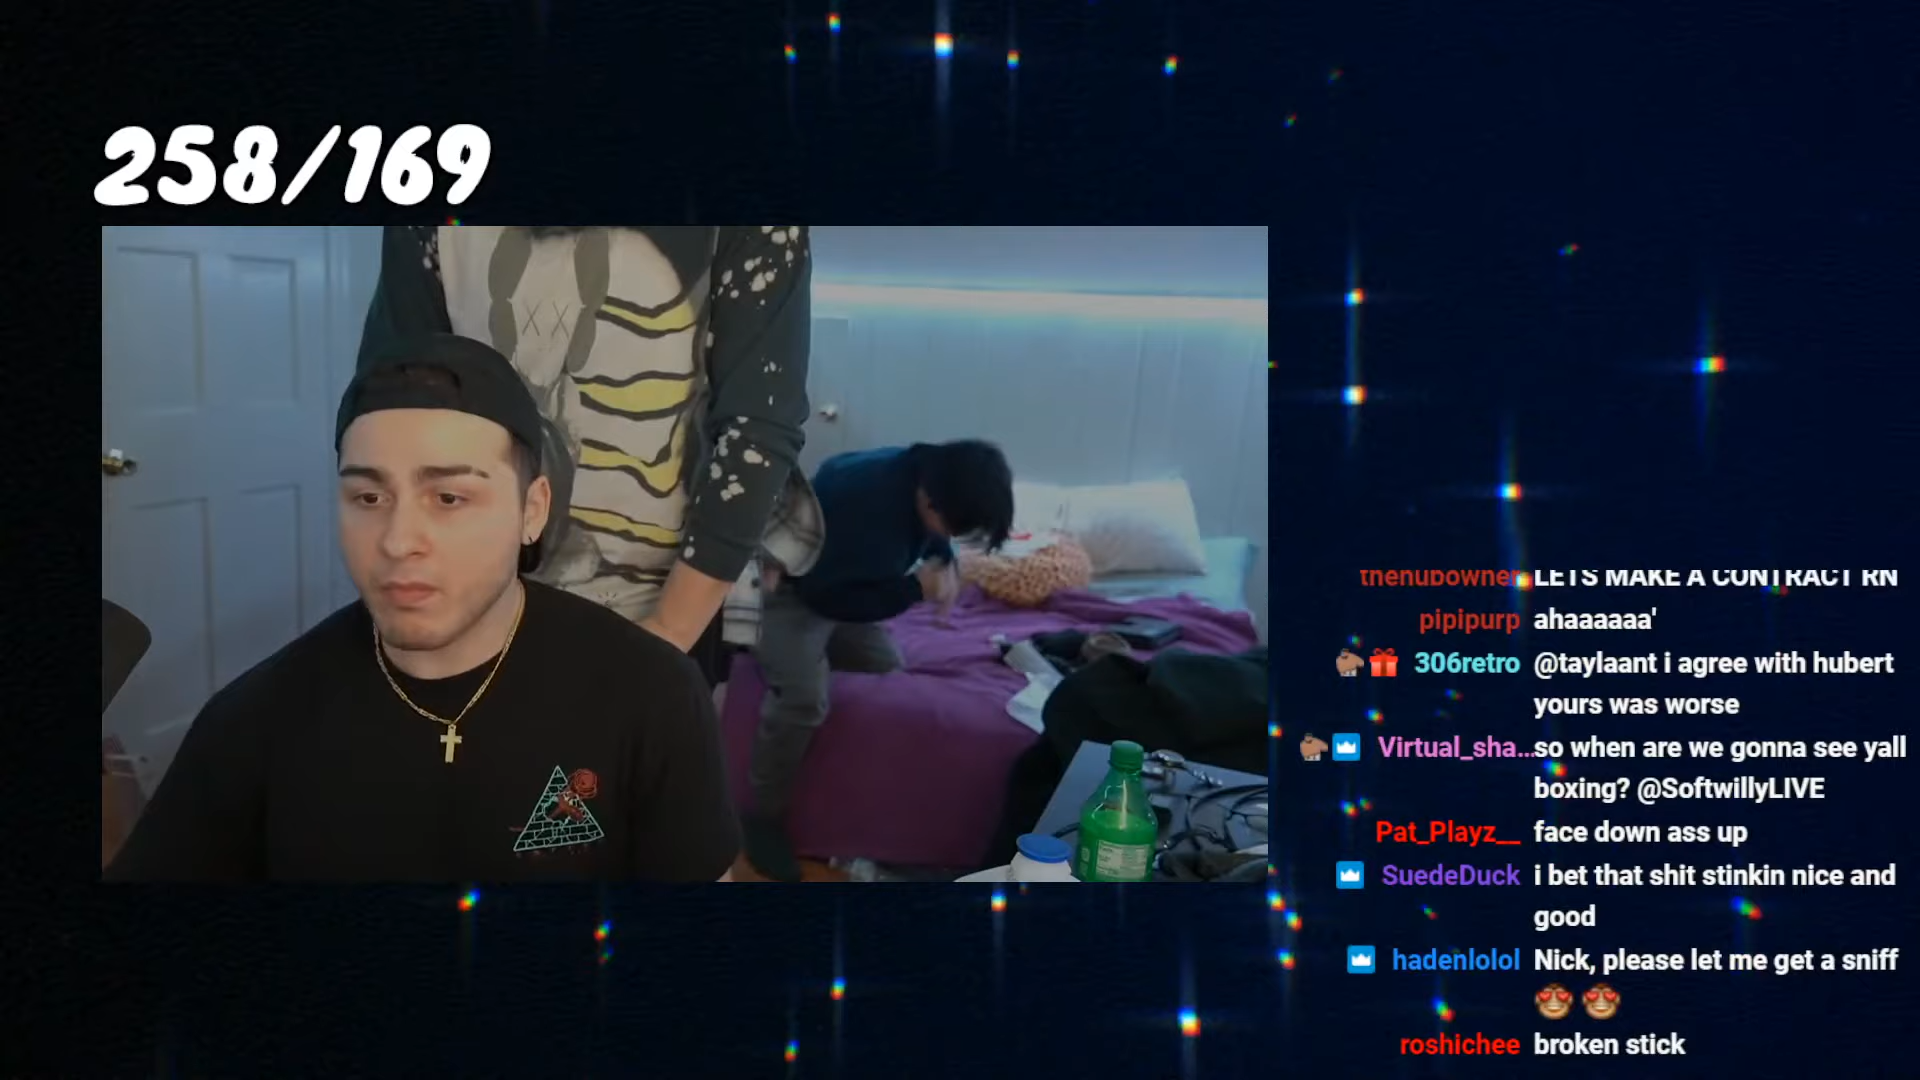 258/169
thenubowner LETS MAKE A CONTRACT RN
pipipurp ahaaaaaa'
306retro @taylaant i agree with hubert
yours was worse
Virtual_sha... so when are we gonna see yall
boxing? @SoftwillyLIVE
Pat_Playz__ face down ass up
SuedeDuck i bet that shit stinkin nice and
good
hadenlolol Nick, please let me get a sniff
roshichee broken stick
XX